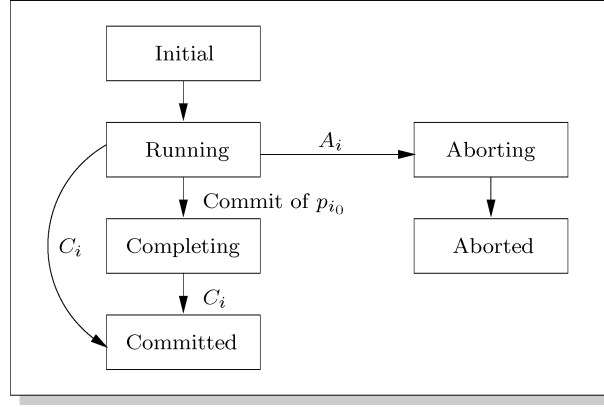 Initial
Running
A_i
Aborting
Commit of p_{i_0}
C_i
Completing
Aborted
C_i
Committed